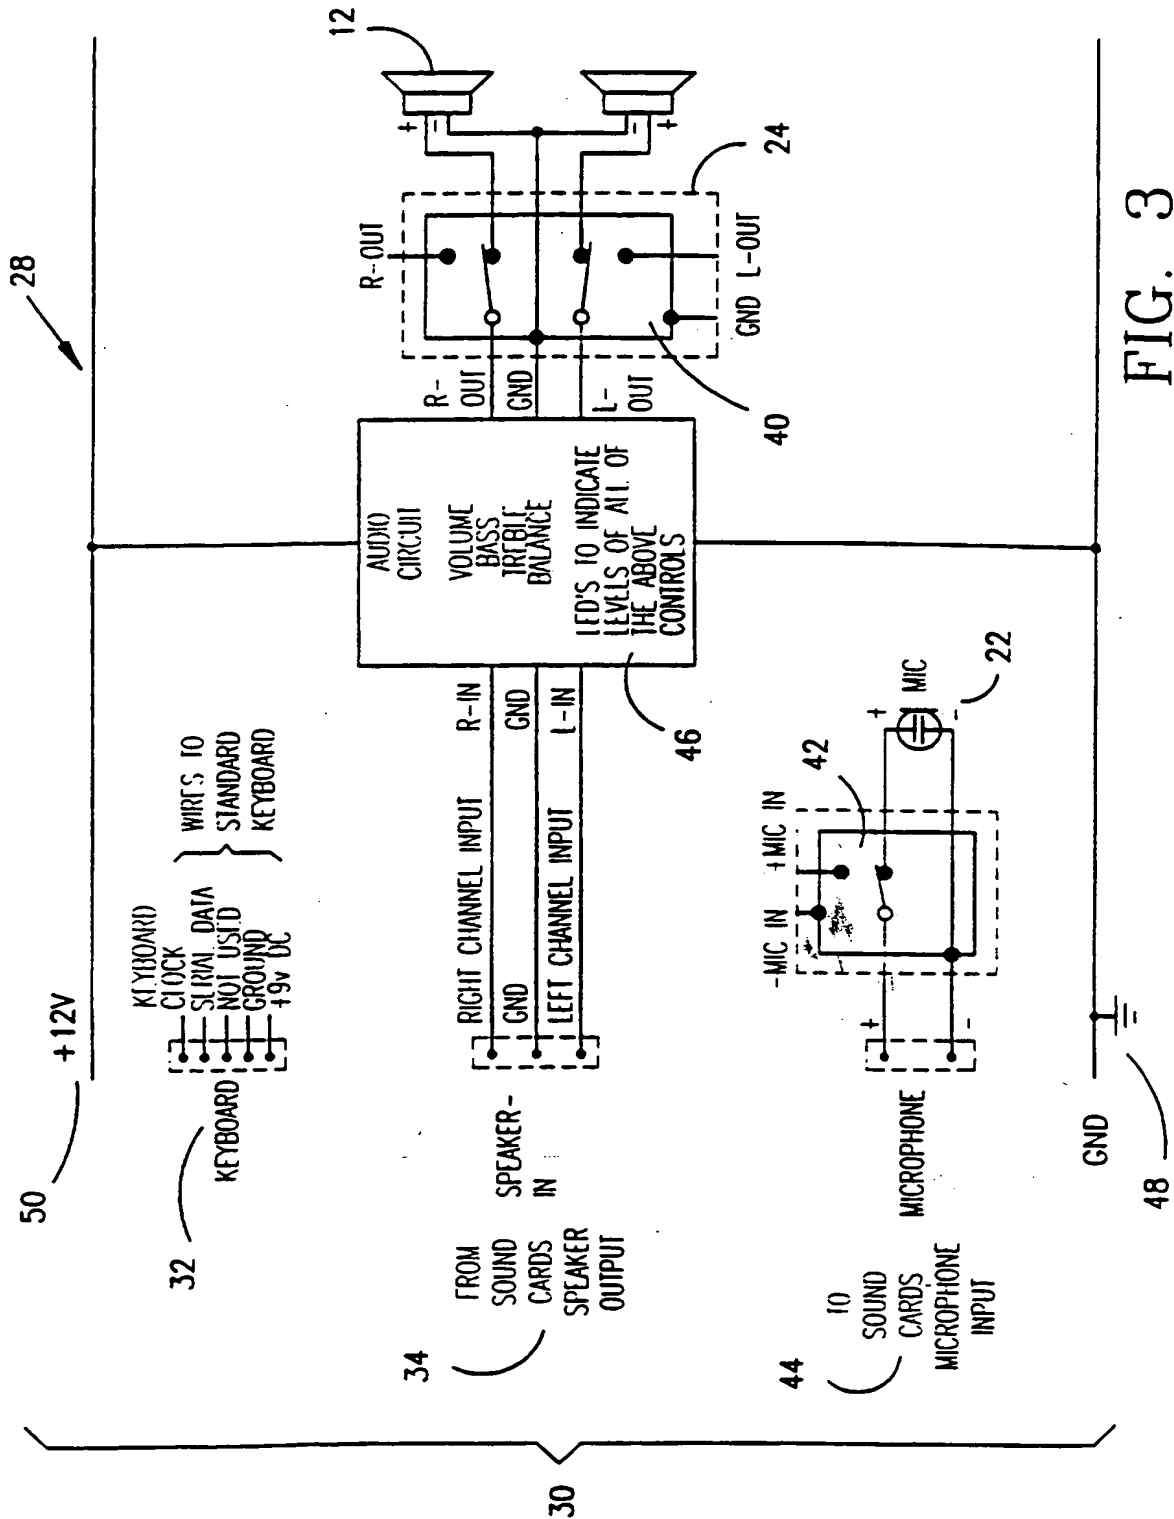 50
+12V
28
32
KEYBOARD
KEYBOARD
CLOCK
SERIAL DATA
NOT USED
GROUND
+9v DC
WIRES TO
STANDARD
KEYBOARD
34
FROM
SOUND
CARDS
SPEAKER
OUTPUT
SPEAKER-
IN
RIGHT CHANNEL INPUT
GND
LEFT CHANNEL INPUT
R-IN
GND
L-IN
46
AUDIO
CIRCUIT
VOLUME
BASS
TREBLE
BALANCE
LED'S TO INDICATE
LEVELS OF ALL OF
THE ABOVE
CONTROLS
R-
OUT
GND
L-
OUT
40
R-OUT
GND
L-OUT
24
12
+
-
-
+
44
TO
SOUND
CARDS
MICROPHONE
INPUT
MICROPHONE
+
-
-MIC IN
+MIC IN
42
+
MIC
-
22
GND
48
30
FIG. 3